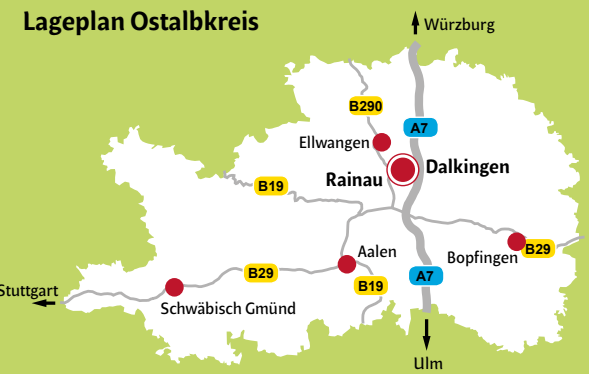 Lageplan Ostalbkreis
Würzburg
B290
A7
Ellwangen
Rainau
Dalkingen
B19
Aalen
Bopfingen
B29
Stuttgart
B29
B19
A7
Schwäbisch Gmünd
Ulm